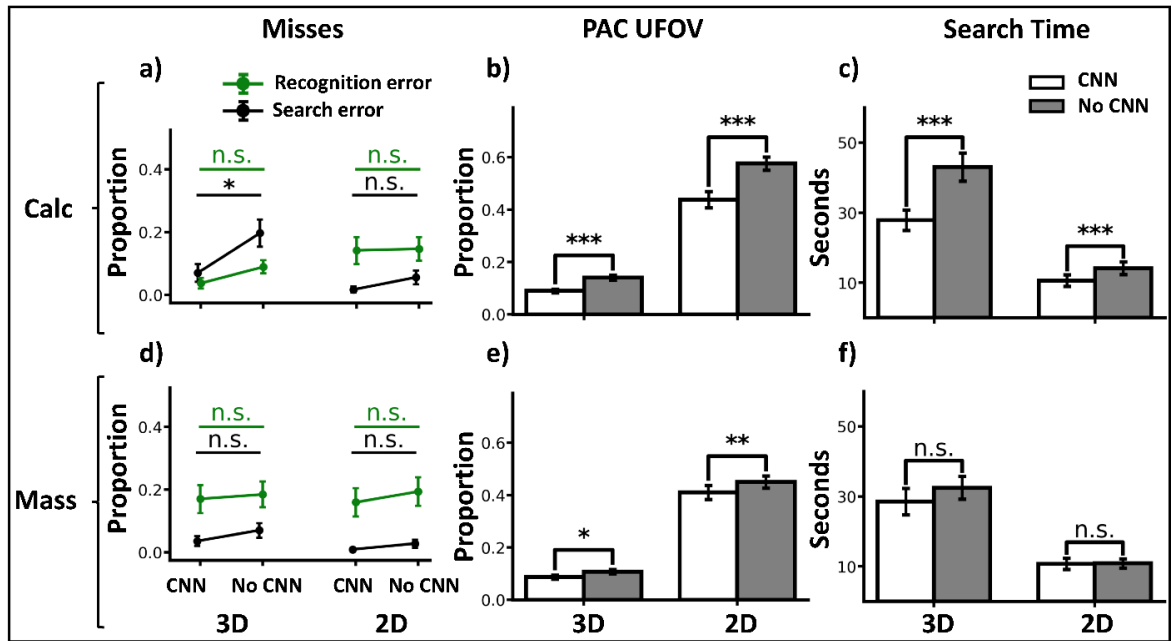 Misses
PAC UFOV
Search Time
a)
Recognition error
Search error
b)
c)
CNN
No CNN
Calc
Proportion
0.4
0.2
0.0
n.s.
*
n.s.
n.s.
Proportion
0.6
0.4
0.2
0.0
***
***
Seconds
50
30
10
***
***
d)
e)
f)
Mass
Proportion
0.4
0.2
0.0
n.s.
n.s.
n.s.
n.s.
CNN
No CNN
CNN
No CNN
3D
2D
Proportion
0.6
0.4
0.2
0.0
*
**
3D
2D
Seconds
50
30
10
n.s.
n.s.
3D
2D